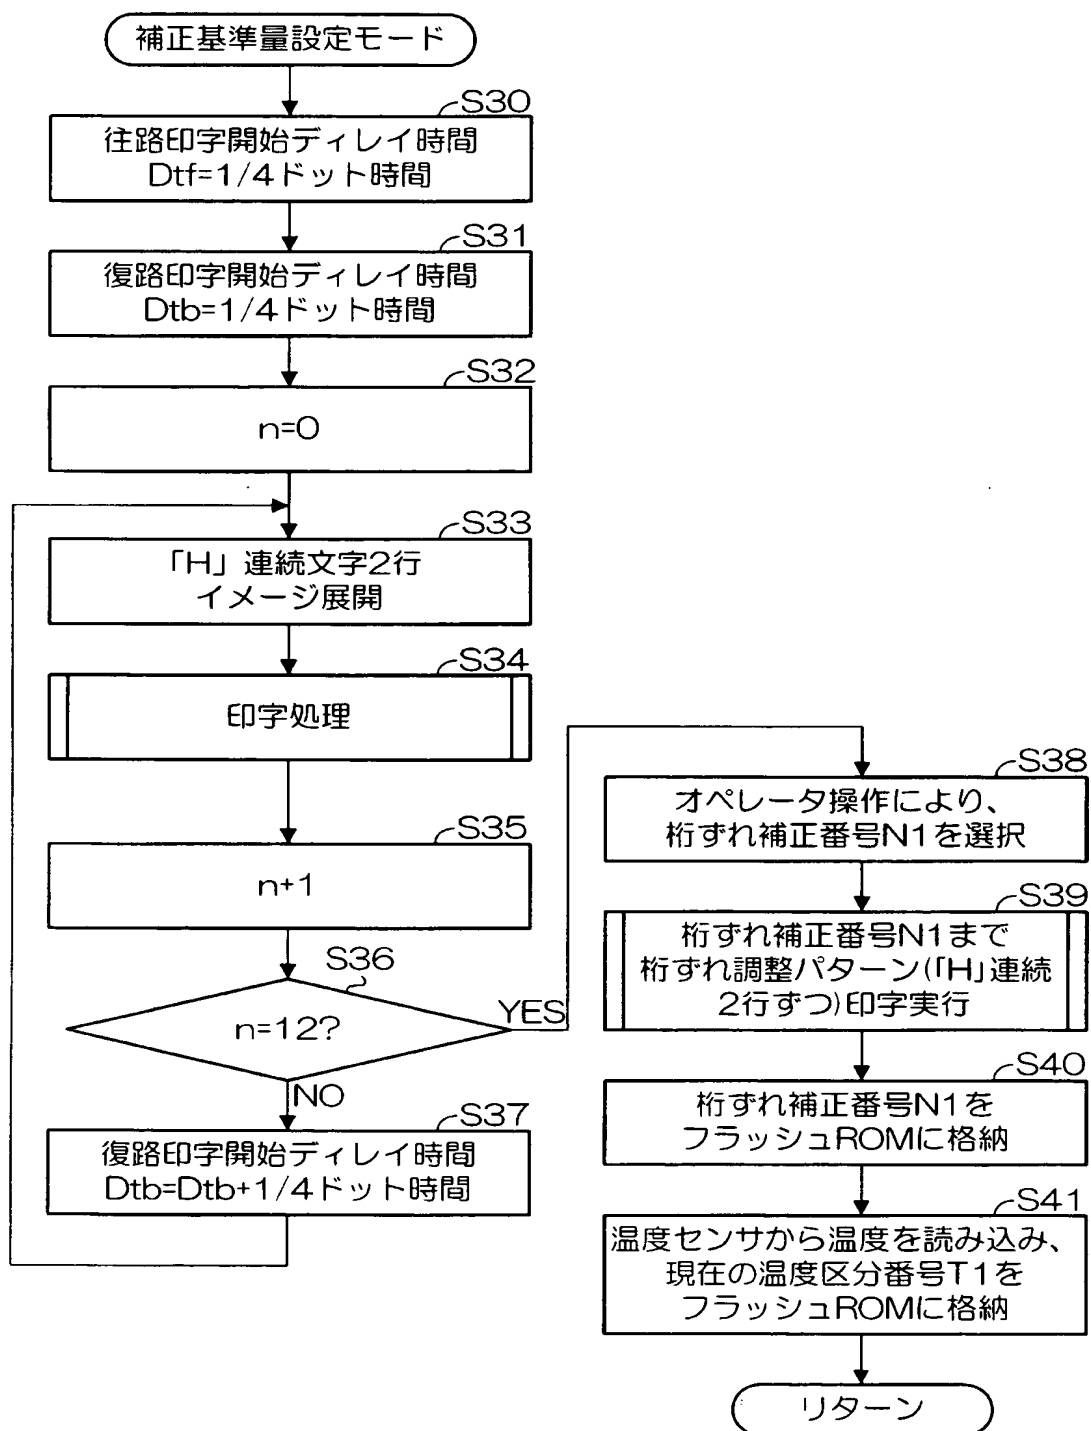 補正基準量設定モード
S30
往路印字開始ディレイ時間
Dtf=1/4ドット時間
S31
復路印字開始ディレイ時間
Dtb=1/4ドット時間
S32
n=0
S33
「H」連続文字2行
イメージ展開
S34
印字処理
S35
n+1
S36
n=12?
YES
NO
S37
復路印字開始ディレイ時間
Dtb=Dtb+1/4ドット時間
S38
オペレータ操作により、
桁ずれ補正番号N1を選択
S39
桁ずれ補正番号N1まで
桁ずれ調整パターン(「H」連続
2行ずつ)印字実行
S40
桁ずれ補正番号N1を
フラッシュROMに格納
S41
温度センサから温度を読み込み、
現在の温度区分番号T1を
フラッシュROMに格納
リターン